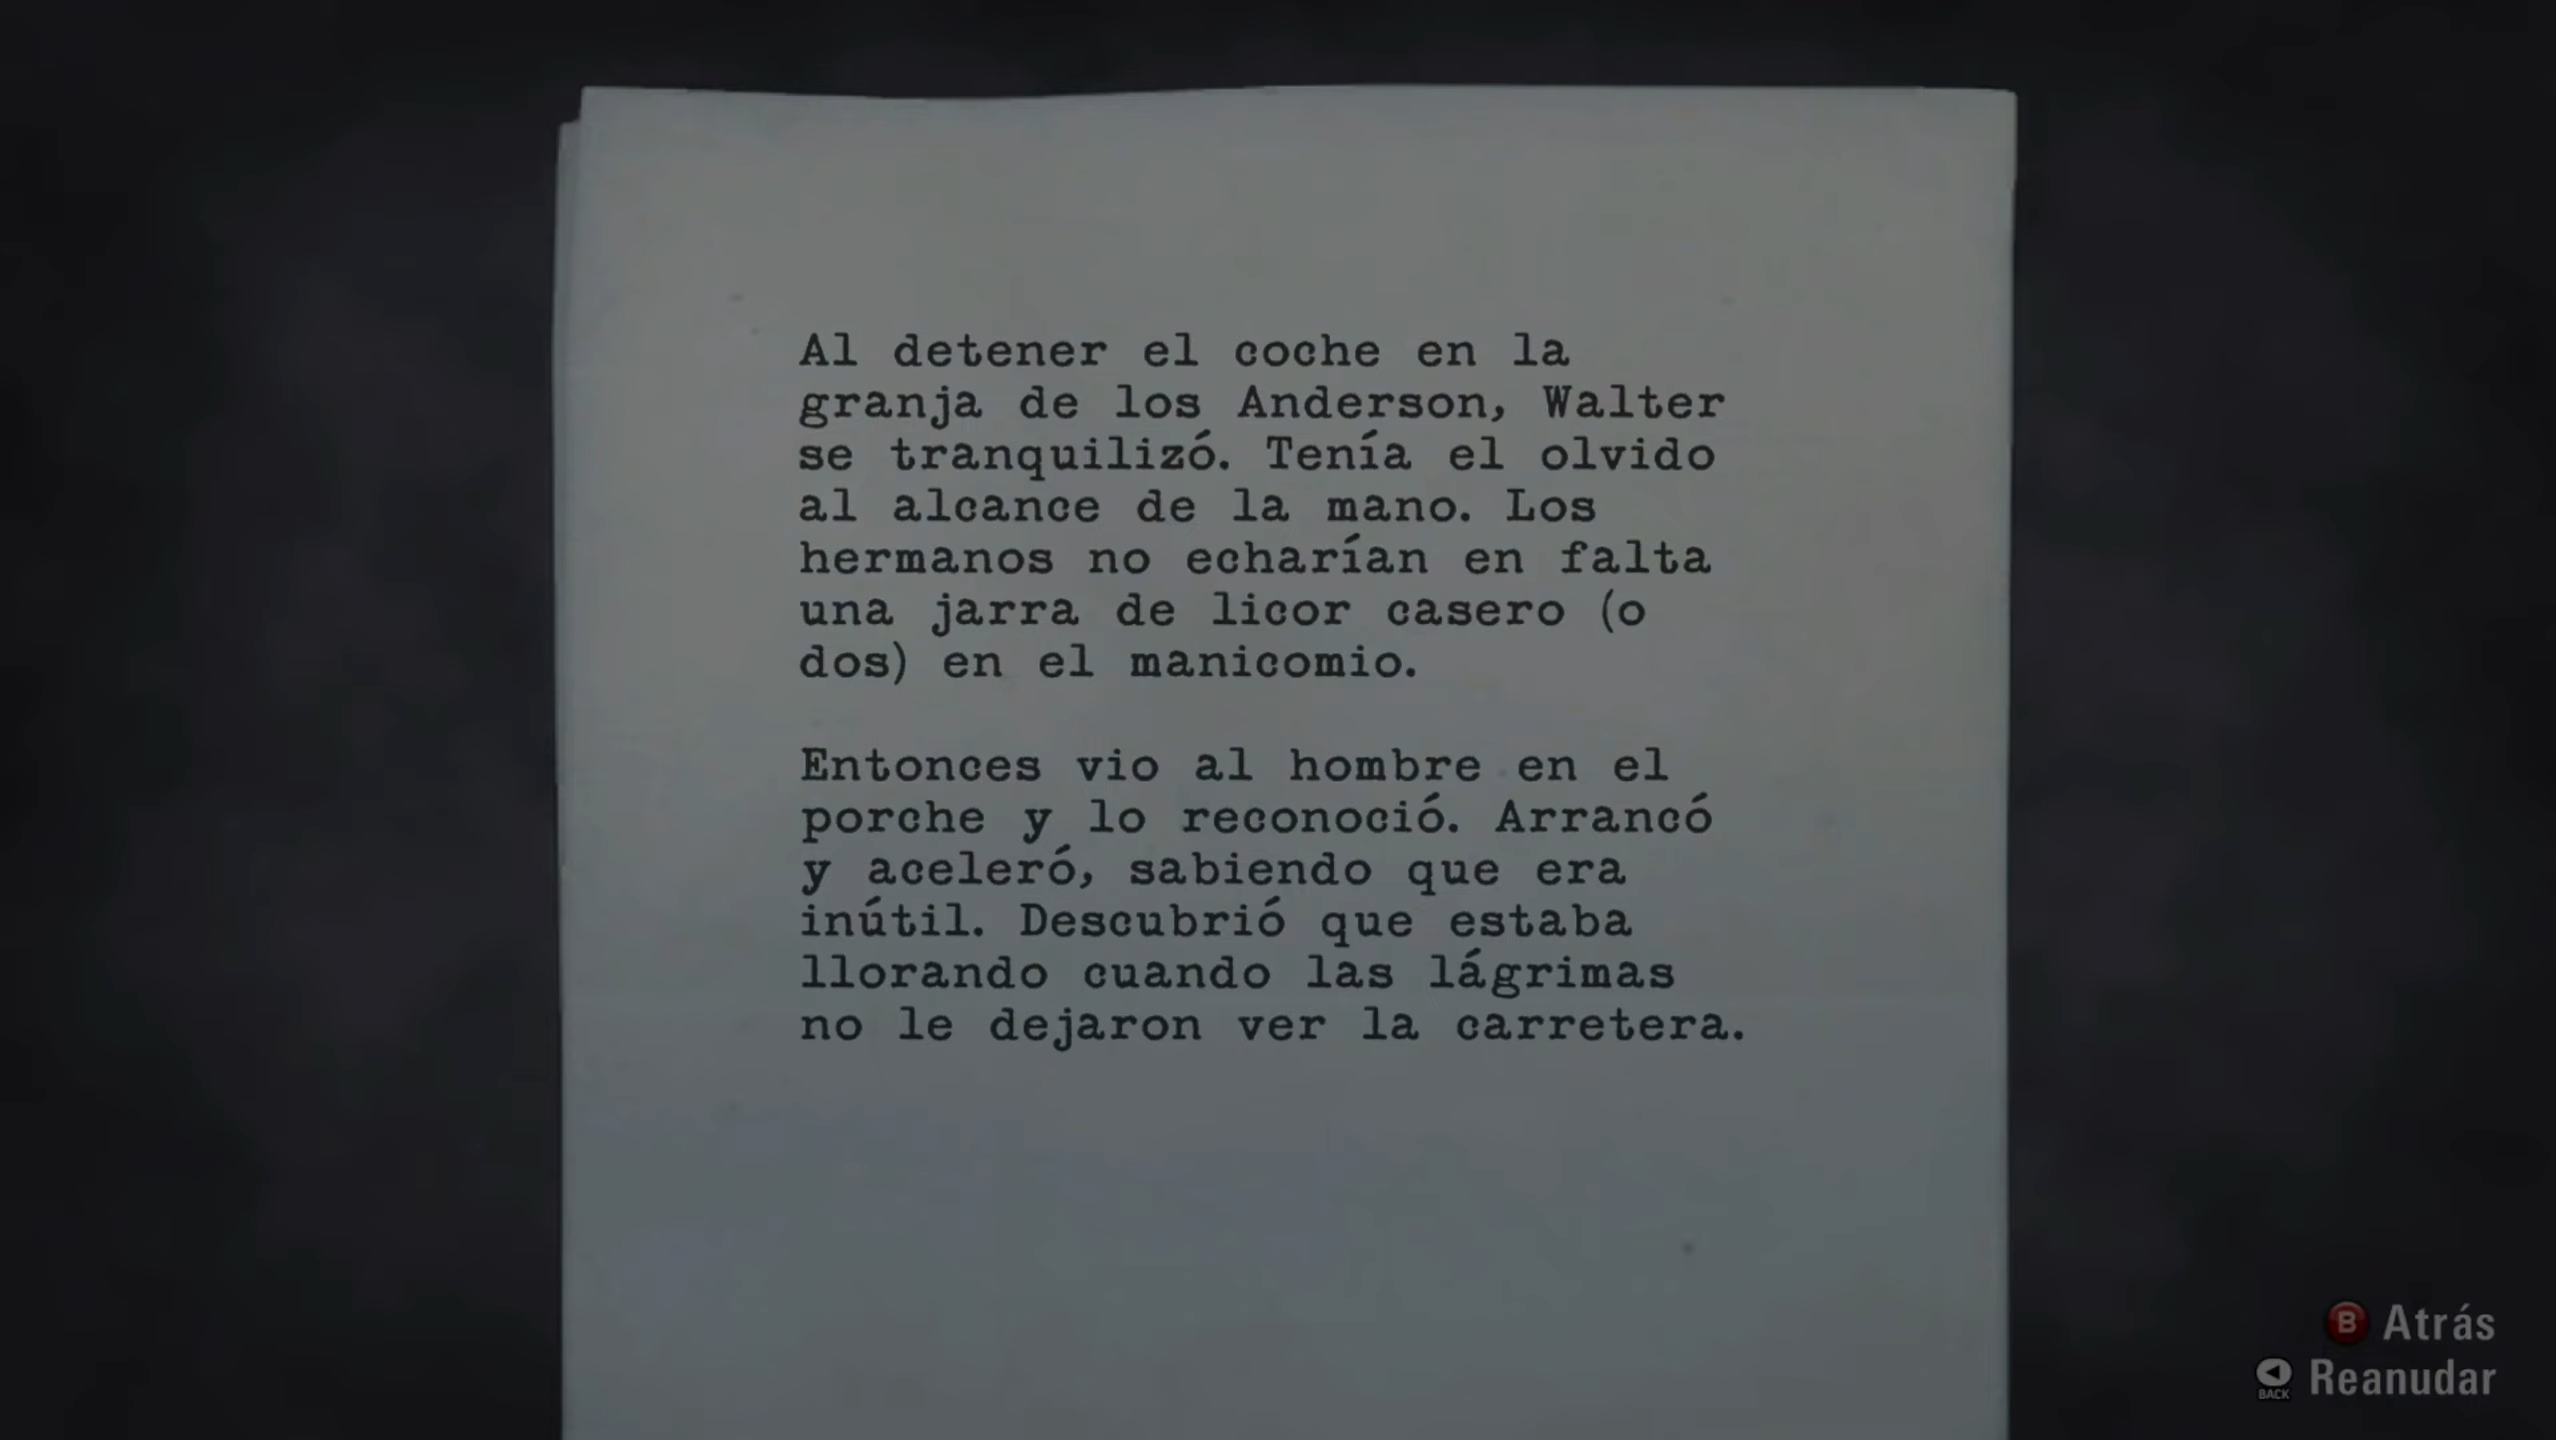 Al detener el coche en la
granja de los Anderson, Walter
se tranquilizó. Tenía el olvido
al alcance de la mano. Los
hermanos no echarían en falta
una jarra de licor casero (o
dos) en el manicomio.
Entonces vio al hombre en el
porche y lo reconoció. Arrancó
y aceleró, sabiendo que era
inútil. Descubrió que estaba
llorando cuando las lágrimas
no le dejaron ver la carretera.
B Atrás
BACK Reanudar